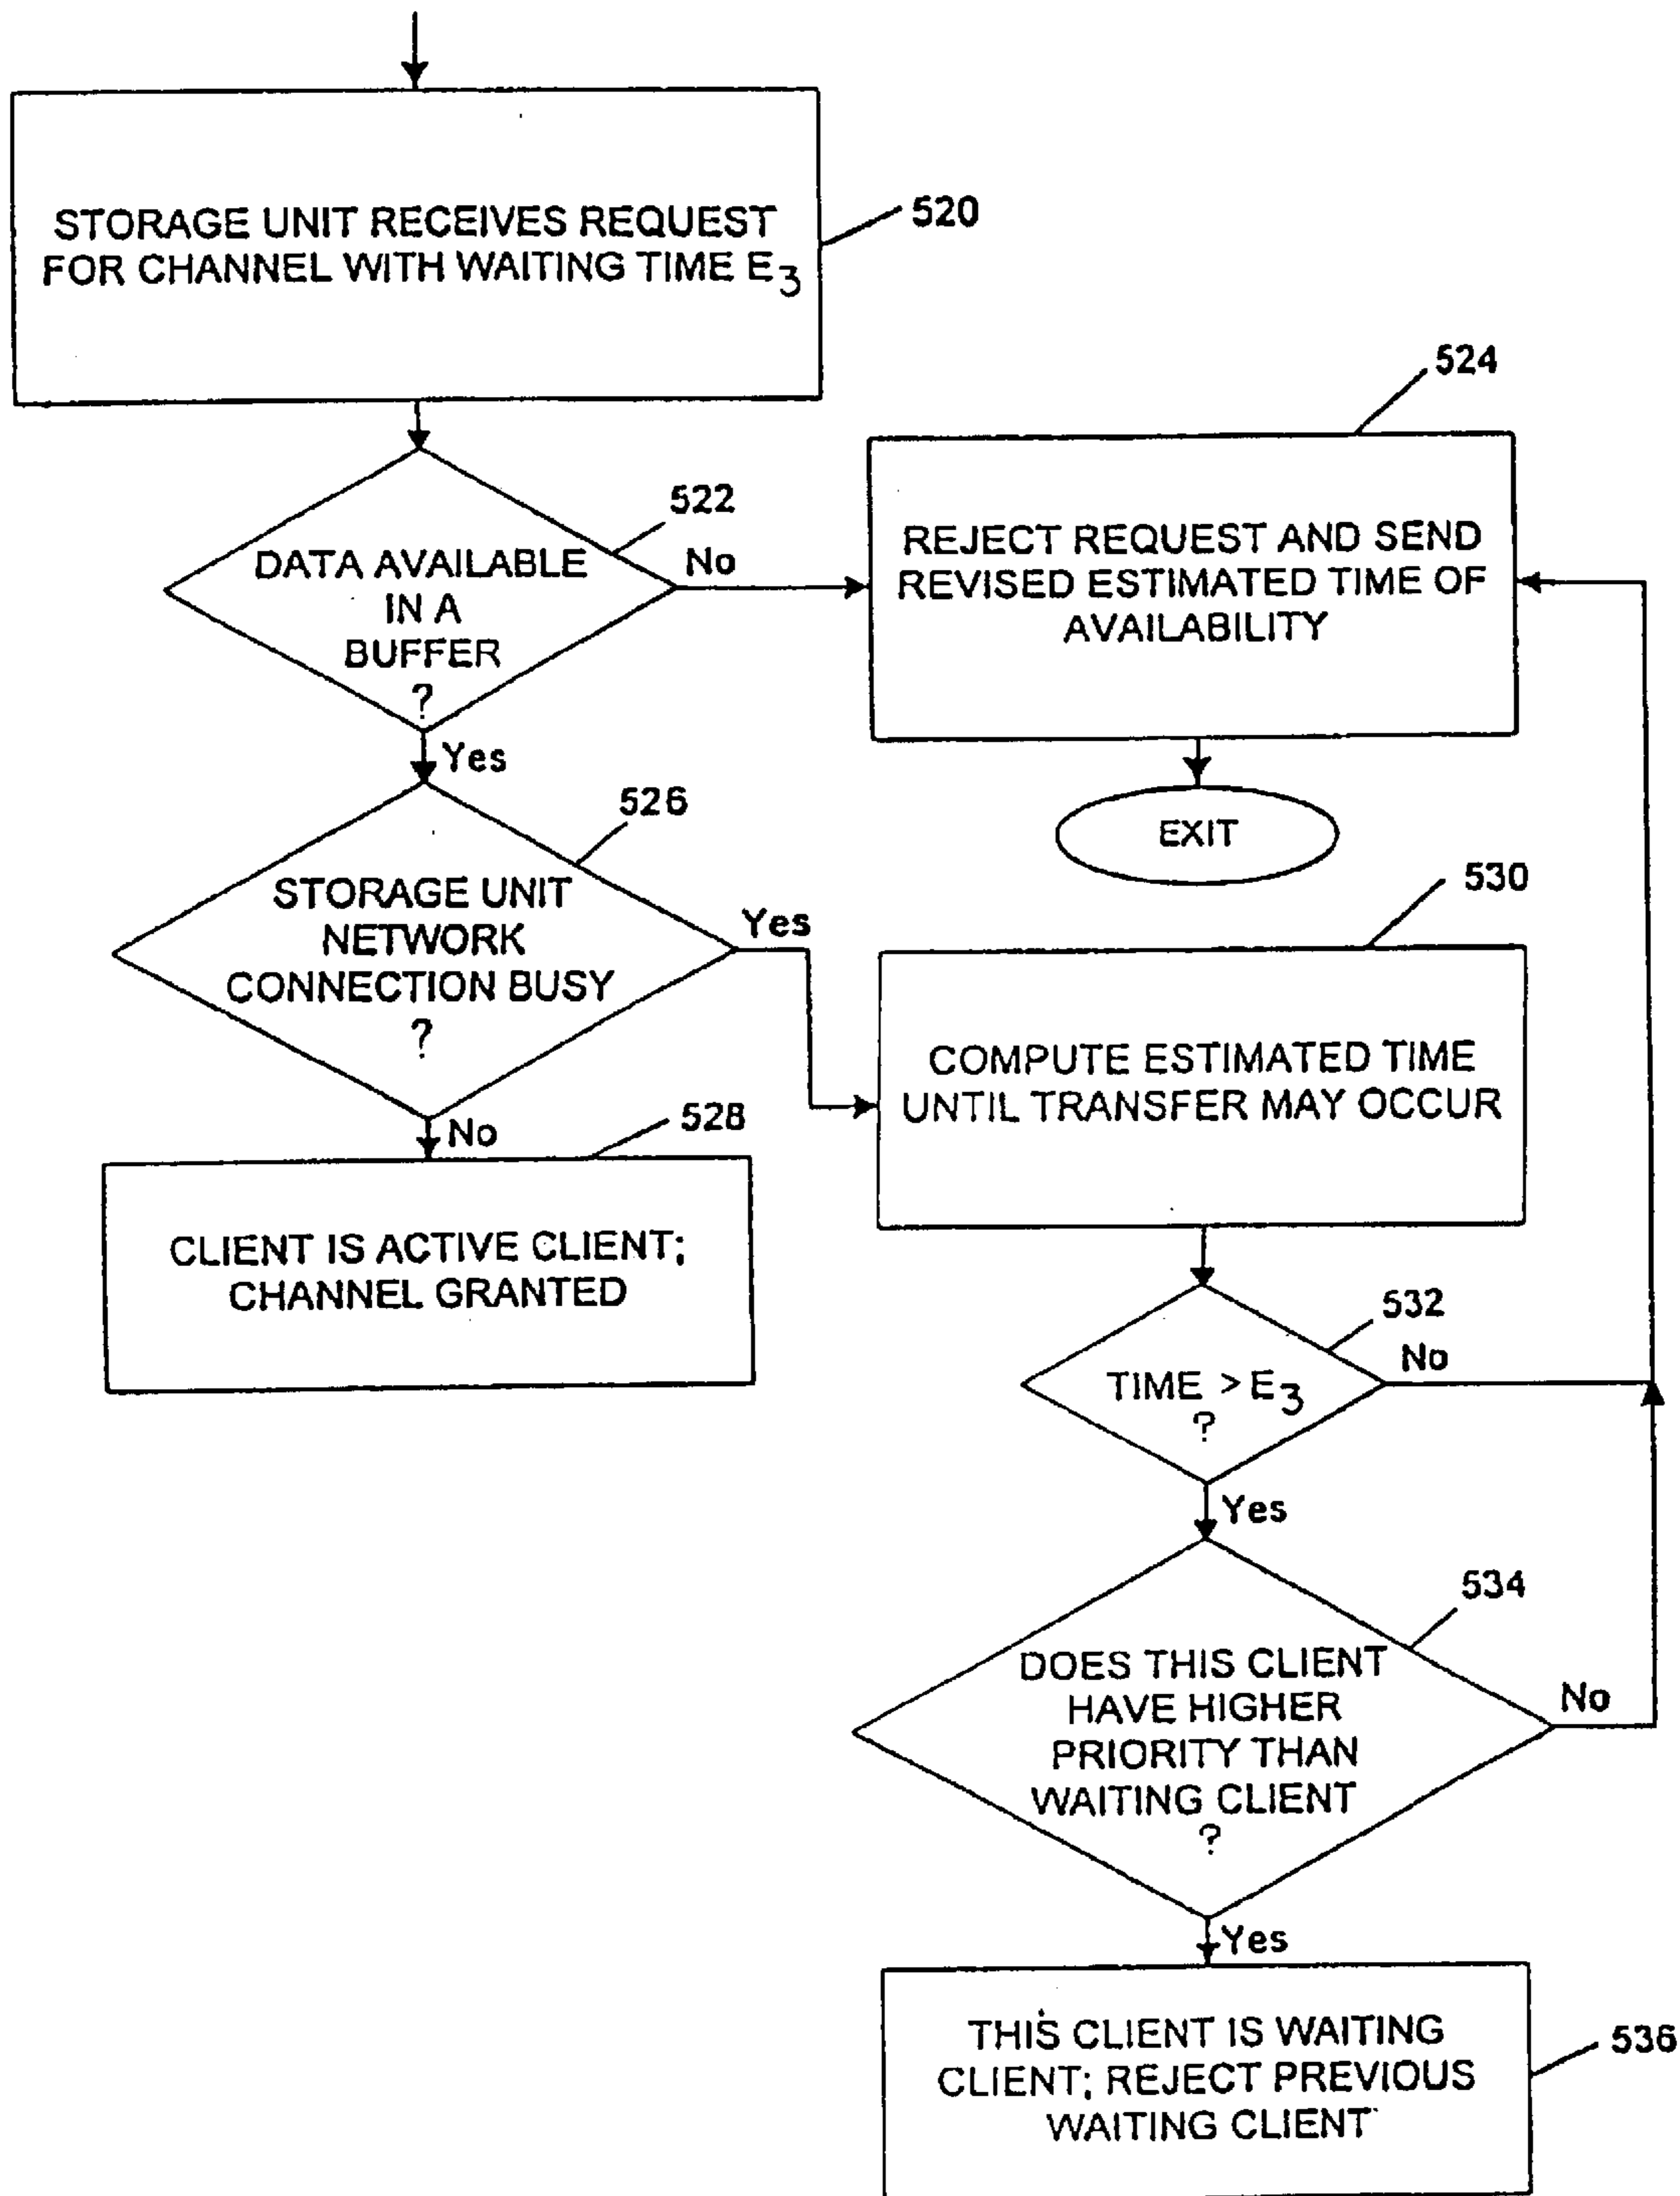 STORAGE UNIT RECEIVES REQUEST
FOR CHANNEL WITH WAITING TIME E3
520
524
522
DATA AVAILABLE
IN A
BUFFER
?
No
REJECT REQUEST AND SEND
REVISED ESTIMATED TIME OF
AVAILABILITY
Yes
EXIT
526
STORAGE UNIT
NETWORK
CONNECTION BUSY
?
Yes
530
COMPUTE ESTIMATED TIME
UNTIL TRANSFER MAY OCCUR
No
528
CLIENT IS ACTIVE CLIENT;
CHANNEL GRANTED
532
TIME > E3
?
No
Yes
534
DOES THIS CLIENT
HAVE HIGHER
PRIORITY THAN
WAITING CLIENT
?
No
Yes
THIS CLIENT IS WAITING
CLIENT; REJECT PREVIOUS
WAITING CLIENT
536